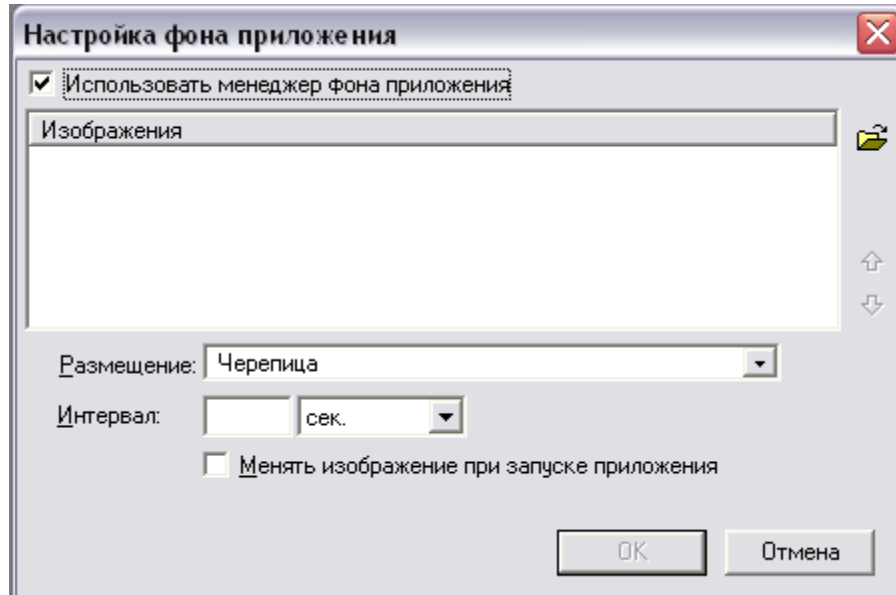 Настройка фона приложения
Использовать менеджер фона приложения
Изображения
Размещение: Черепица
Интервал: сек.
Менять изображение при запуске приложения
OK Отмена